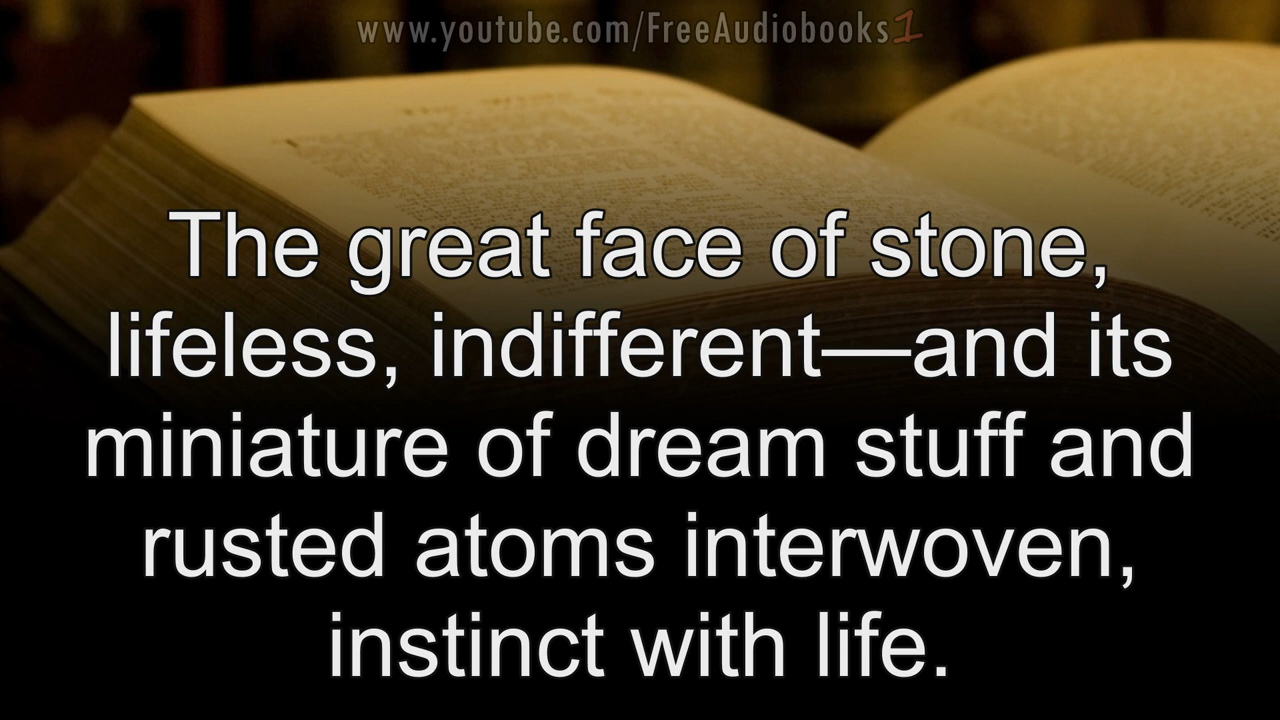 www.youtube.com/FreeAudiobooks1
The great face of stone,
lifeless, indifferent—and its
miniature of dream stuff and
rusted atoms interwoven,
instinct with life.